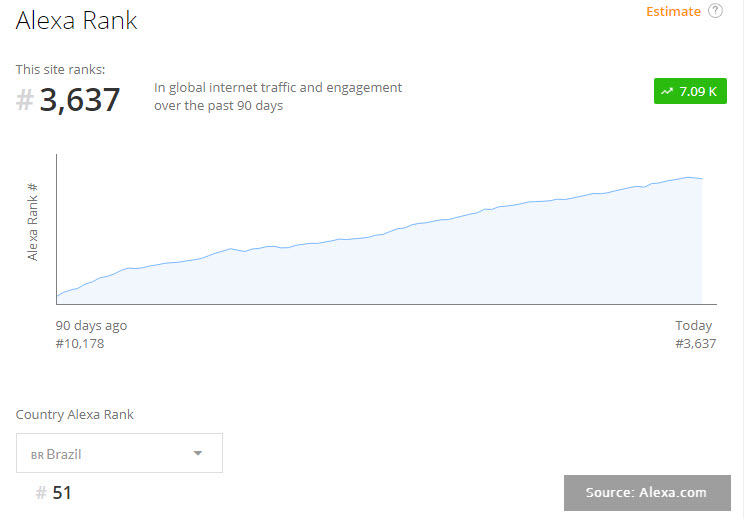 Alexa Rank
Estimate ?
This site ranks:
# 3,637
In global internet traffic and engagement
over the past 90 days
7.09 K
Alexa Rank #
90 days ago
#10,178
Today
#3,637
Country Alexa Rank
BR Brazil
# 51
Source: Alexa.com